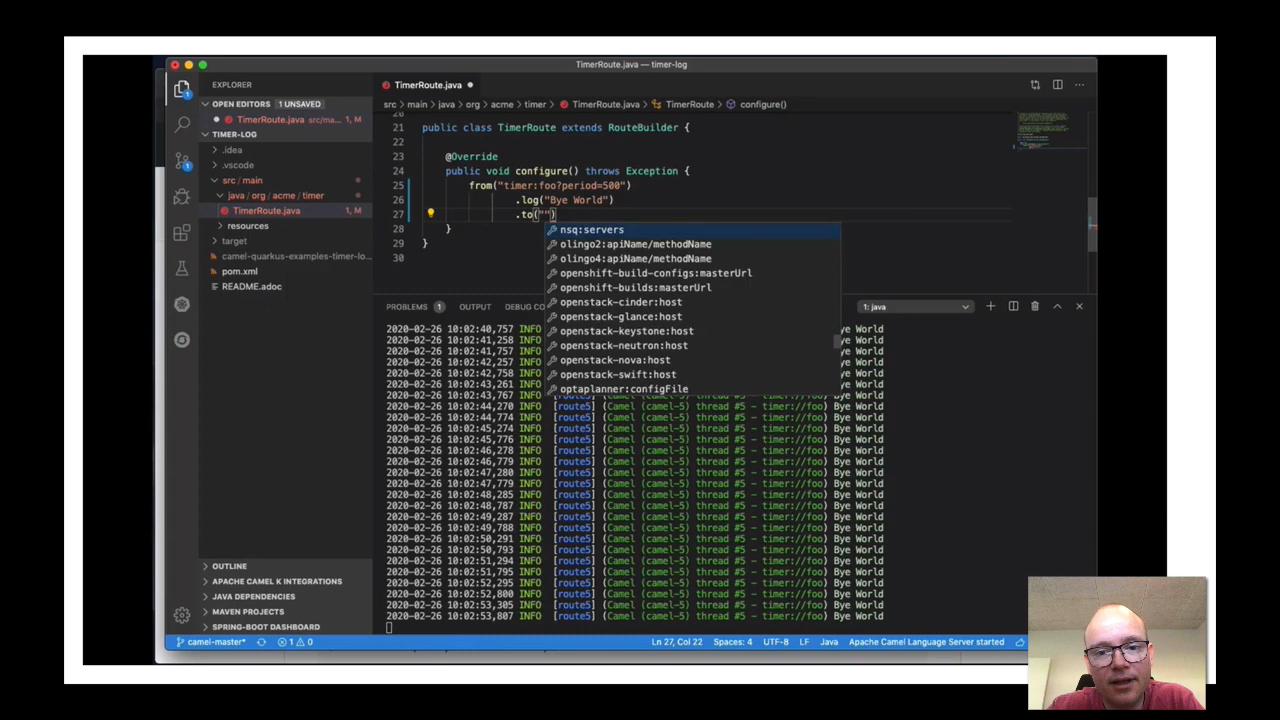 TimerRoute.java — timer-log
EXPLORER
OPEN EDITORS 1 UNSAVED
TimerRoute.java src/ma... 1, M
TIMER-LOG
.idea
.vscode
src / main
java / org / acme / timer
TimerRoute.java 1, M
resources
target
camel-quarkus-examples-timer-lo...
pom.xml
README.adoc
OUTLINE
APACHE CAMEL K INTEGRATIONS
JAVA DEPENDENCIES
MAVEN PROJECTS
SPRING-BOOT DASHBOARD
TimerRoute.java
src › main › java › org › acme › timer › TimerRoute.java › TimerRoute › configure()
20
21 public class TimerRoute extends RouteBuilder {
22
23 @Override
24 public void configure() throws Exception {
25 from("timer:foo?period=500")
26 .log("Bye World")
27 .to("")
28 }
29 }
30
nsq:servers
olingo2:apiName/methodName
olingo4:apiName/methodName
openshift-build-configs:masterUrl
openshift-builds:masterUrl
openstack-cinder:host
openstack-glance:host
openstack-keystone:host
openstack-neutron:host
openstack-nova:host
openstack-swift:host
optaplanner:configFile
PROBLEMS 1 OUTPUT DEBUG CO 1: java
2020-02-26 10:02:40,757 INFO ye World
2020-02-26 10:02:41,258 INFO ye World
2020-02-26 10:02:41,757 INFO ye World
2020-02-26 10:02:42,257 INFO ye World
2020-02-26 10:02:42,758 INFO ye World
2020-02-26 10:02:43,261 INFO ye World
2020-02-26 10:02:43,767 INFO [route5] (Camel (camel-5) thread #5 - timer://foo) Bye World
2020-02-26 10:02:44,270 INFO [route5] (Camel (camel-5) thread #5 - timer://foo) Bye World
2020-02-26 10:02:44,774 INFO [route5] (Camel (camel-5) thread #5 - timer://foo) Bye World
2020-02-26 10:02:45,274 INFO [route5] (Camel (camel-5) thread #5 - timer://foo) Bye World
2020-02-26 10:02:45,776 INFO [route5] (Camel (camel-5) thread #5 - timer://foo) Bye World
2020-02-26 10:02:46,278 INFO [route5] (Camel (camel-5) thread #5 - timer://foo) Bye World
2020-02-26 10:02:46,779 INFO [route5] (Camel (camel-5) thread #5 - timer://foo) Bye World
2020-02-26 10:02:47,280 INFO [route5] (Camel (camel-5) thread #5 - timer://foo) Bye World
2020-02-26 10:02:47,779 INFO [route5] (Camel (camel-5) thread #5 - timer://foo) Bye World
2020-02-26 10:02:48,285 INFO [route5] (Camel (camel-5) thread #5 - timer://foo) Bye World
2020-02-26 10:02:48,787 INFO [route5] (Camel (camel-5) thread #5 - timer://foo) Bye World
2020-02-26 10:02:49,287 INFO [route5] (Camel (camel-5) thread #5 - timer://foo) Bye World
2020-02-26 10:02:49,788 INFO [route5] (Camel (camel-5) thread #5 - timer://foo) Bye World
2020-02-26 10:02:50,291 INFO [route5] (Camel (camel-5) thread #5 - timer://foo) Bye World
2020-02-26 10:02:50,793 INFO [route5] (Camel (camel-5) thread #5 - timer://foo) Bye World
2020-02-26 10:02:51,294 INFO [route5] (Camel (camel-5) thread #5 - timer://foo) Bye World
2020-02-26 10:02:51,795 INFO [route5] (Camel (camel-5) thread #5 - timer://foo) Bye World
2020-02-26 10:02:52,295 INFO [route5] (Camel (camel-5) thread #5 - timer://foo) Bye World
2020-02-26 10:02:52,800 INFO [route5] (Camel (camel-5) thread #5 - timer://foo) Bye World
2020-02-26 10:02:53,305 INFO [route5] (Camel (camel-5) thread #5 - timer://foo) Bye World
2020-02-26 10:02:53,807 INFO [route5] (Camel (camel-5) thread #5 - timer://foo) Bye World
camel-master* 1 0 Ln 27, Col 22 Spaces: 4 UTF-8 LF Java Apache Camel Language Server started